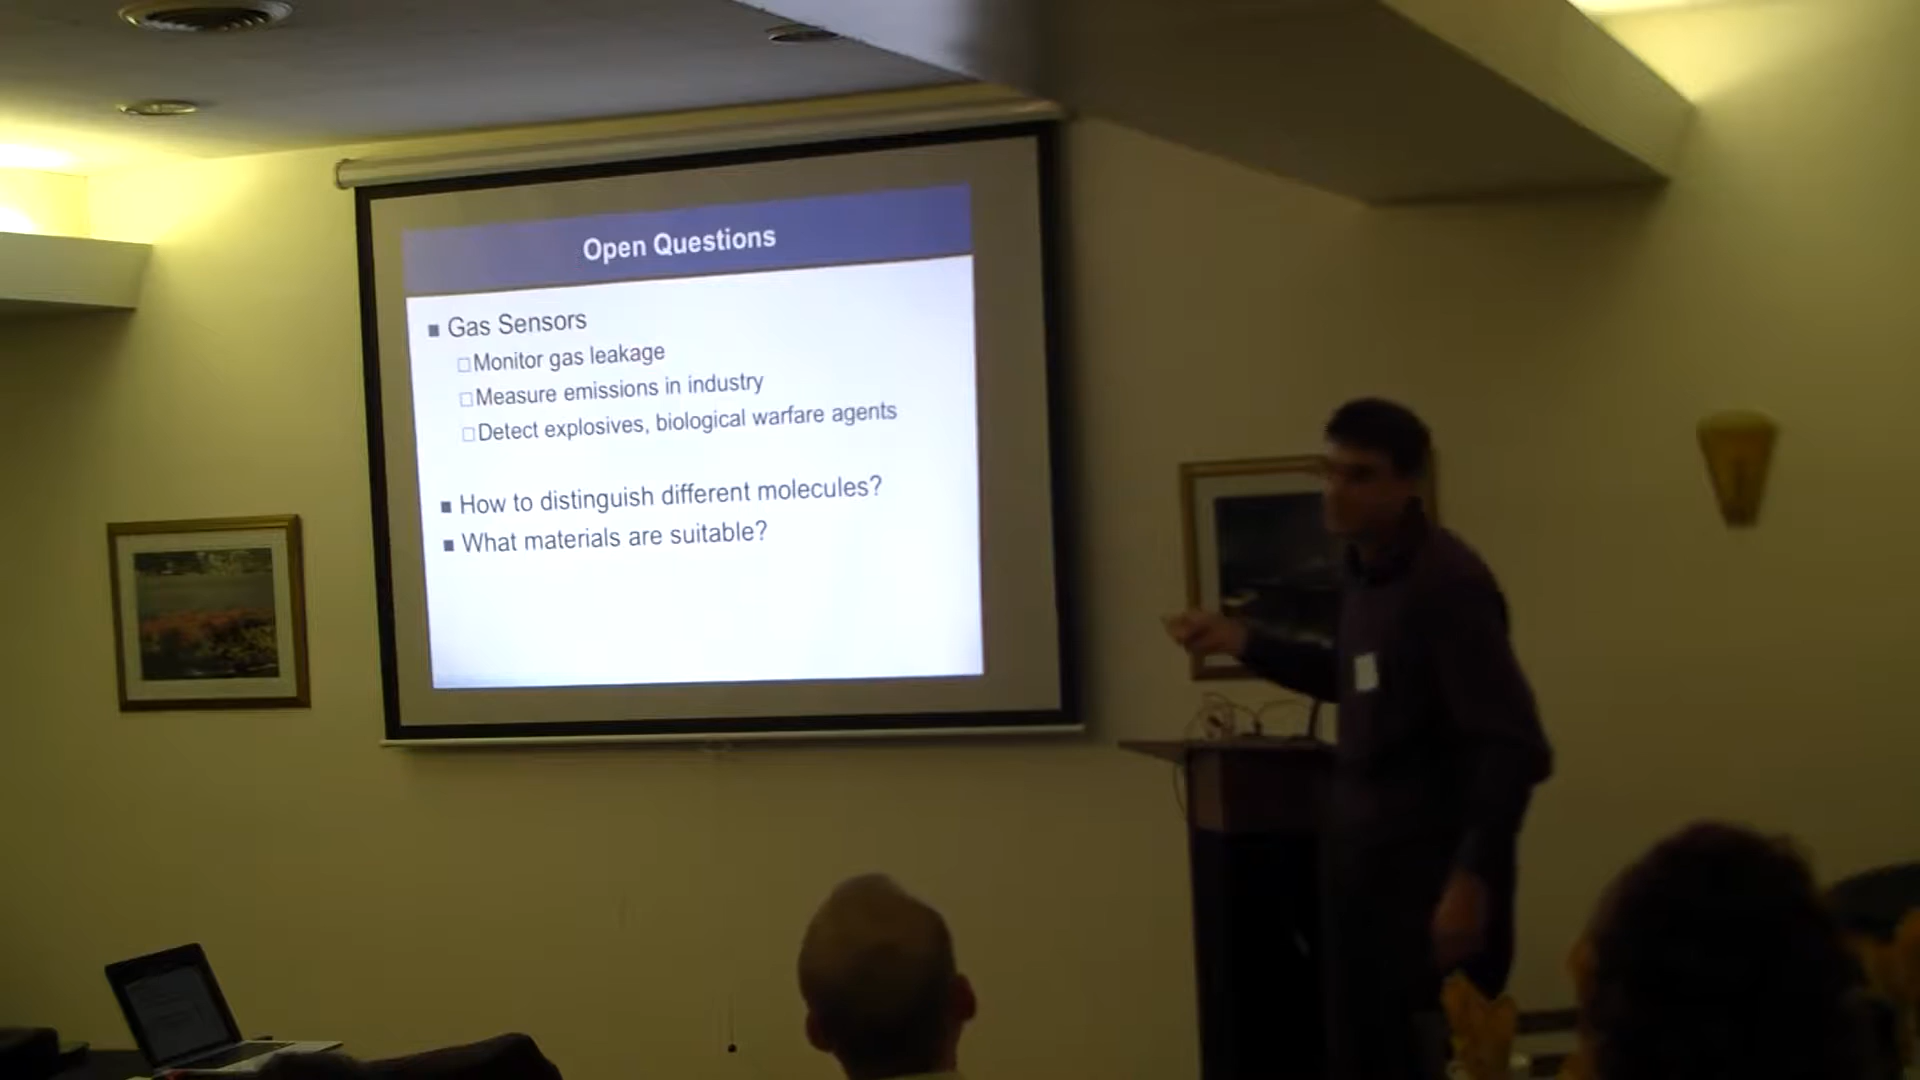 Open Questions
■ Gas Sensors
□ Monitor gas leakage
□ Measure emissions in industry
□ Detect explosives, biological warfare agents
■ How to distinguish different molecules?
■ What materials are suitable?